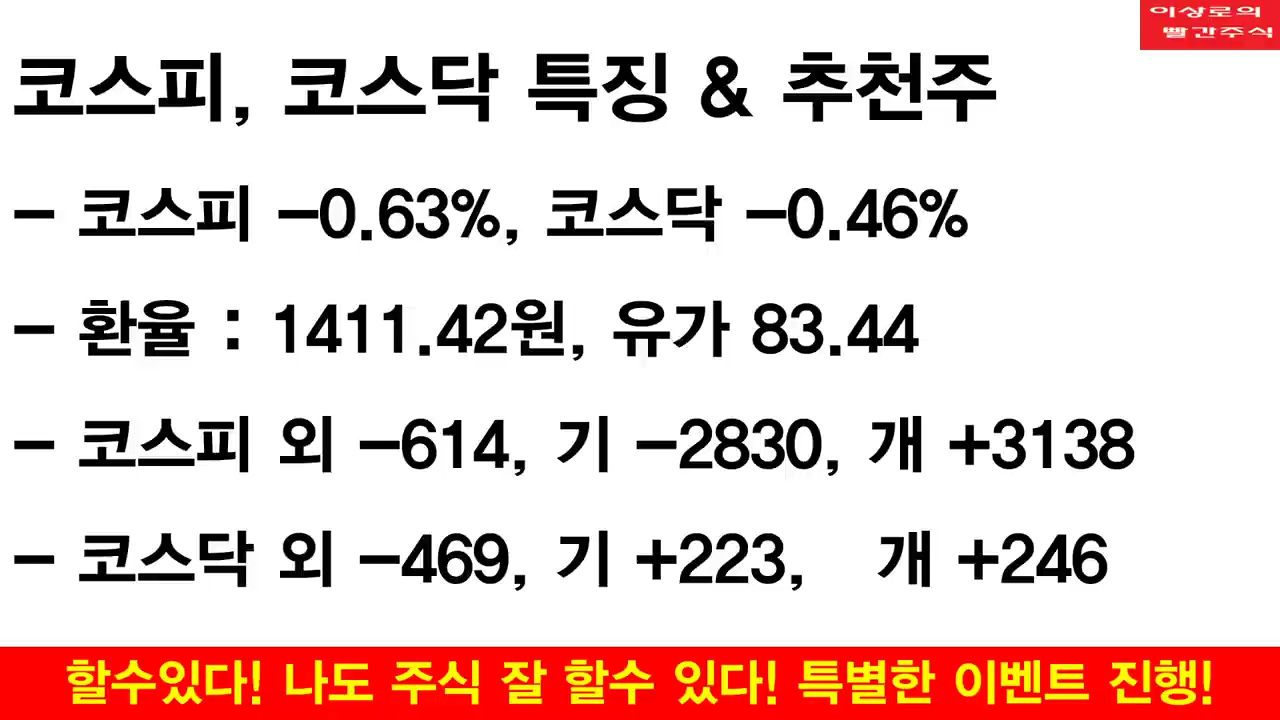 이상로의
빨간주식
코스피, 코스닥 특징 & 추천주
- 코스피 -0.63%, 코스닥 -0.46%
- 환율 : 1411.42원, 유가 83.44
- 코스피 외 -614, 기 -2830, 개 +3138
- 코스닥 외 -469, 기 +223, 개 +246
할수있다! 나도 주식 잘 할수 있다! 특별한 이벤트 진행!